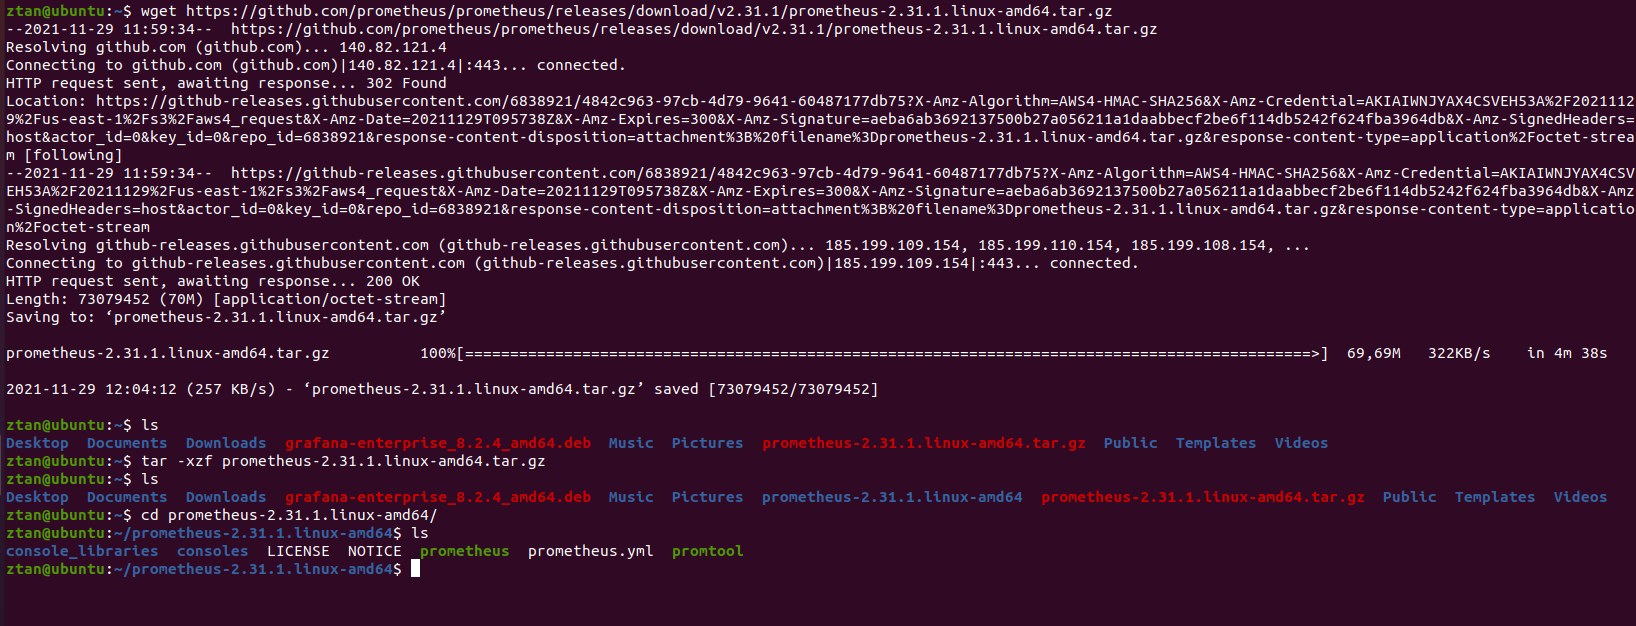 ztan@ubuntu:~$ wget https://github.com/prometheus/prometheus/releases/download/v2.31.1/prometheus-2.31.1.linux-amd64.tar.gz
--2021-11-29 11:59:34--  https://github.com/prometheus/prometheus/releases/download/v2.31.1/prometheus-2.31.1.linux-amd64.tar.gz
Resolving github.com (github.com)... 140.82.121.4
Connecting to github.com (github.com)|140.82.121.4|:443... connected.
HTTP request sent, awaiting response... 302 Found
Location: https://github-releases.githubusercontent.com/6838921/4842c963-97cb-4d79-9641-60487177db75?X-Amz-Algorithm=AWS4-HMAC-SHA256&X-Amz-Credential=AKIAIWNJYAX4CSVEH53A%2F2021112
9%2Fus-east-1%2Fs3%2Faws4_request&X-Amz-Date=20211129T095738Z&X-Amz-Expires=300&X-Amz-Signature=aeba6ab3692137500b27a056211a1daabbecf2be6f114db5242f624fba3964db&X-Amz-SignedHeaders=
host&actor_id=0&key_id=0&repo_id=6838921&response-content-disposition=attachment%3B%20filename%3Dprometheus-2.31.1.linux-amd64.tar.gz&response-content-type=application%2Foctet-strea
m [following]
--2021-11-29 11:59:34--  https://github-releases.githubusercontent.com/6838921/4842c963-97cb-4d79-9641-60487177db75?X-Amz-Algorithm=AWS4-HMAC-SHA256&X-Amz-Credential=AKIAIWNJYAX4CSV
EH53A%2F20211129%2Fus-east-1%2Fs3%2Faws4_request&X-Amz-Date=20211129T095738Z&X-Amz-Expires=300&X-Amz-Signature=aeba6ab3692137500b27a056211a1daabbecf2be6f114db5242f624fba3964db&X-Amz
-SignedHeaders=host&actor_id=0&key_id=0&repo_id=6838921&response-content-disposition=attachment%3B%20filename%3Dprometheus-2.31.1.linux-amd64.tar.gz&response-content-type=applicatio
n%2Foctet-stream
Resolving github-releases.githubusercontent.com (github-releases.githubusercontent.com)... 185.199.109.154, 185.199.110.154, 185.199.108.154, ...
Connecting to github-releases.githubusercontent.com (github-releases.githubusercontent.com)|185.199.109.154|:443... connected.
HTTP request sent, awaiting response... 200 OK
Length: 73079452 (70M) [application/octet-stream]
Saving to: ‘prometheus-2.31.1.linux-amd64.tar.gz’
prometheus-2.31.1.linux-amd64.tar.gz          100%[==============================================================================================>]  69,69M   322KB/s    in 4m 38s
2021-11-29 12:04:12 (257 KB/s) - ‘prometheus-2.31.1.linux-amd64.tar.gz’ saved [73079452/73079452]
ztan@ubuntu:~$ ls
Desktop  Documents  Downloads  grafana-enterprise_8.2.4_amd64.deb  Music  Pictures  prometheus-2.31.1.linux-amd64.tar.gz  Public  Templates  Videos
ztan@ubuntu:~$ tar -xzf prometheus-2.31.1.linux-amd64.tar.gz
ztan@ubuntu:~$ ls
Desktop  Documents  Downloads  grafana-enterprise_8.2.4_amd64.deb  Music  Pictures  prometheus-2.31.1.linux-amd64  prometheus-2.31.1.linux-amd64.tar.gz  Public  Templates  Videos
ztan@ubuntu:~$ cd prometheus-2.31.1.linux-amd64/
ztan@ubuntu:~/prometheus-2.31.1.linux-amd64$ ls
console_libraries  consoles  LICENSE  NOTICE  prometheus  prometheus.yml  promtool
ztan@ubuntu:~/prometheus-2.31.1.linux-amd64$